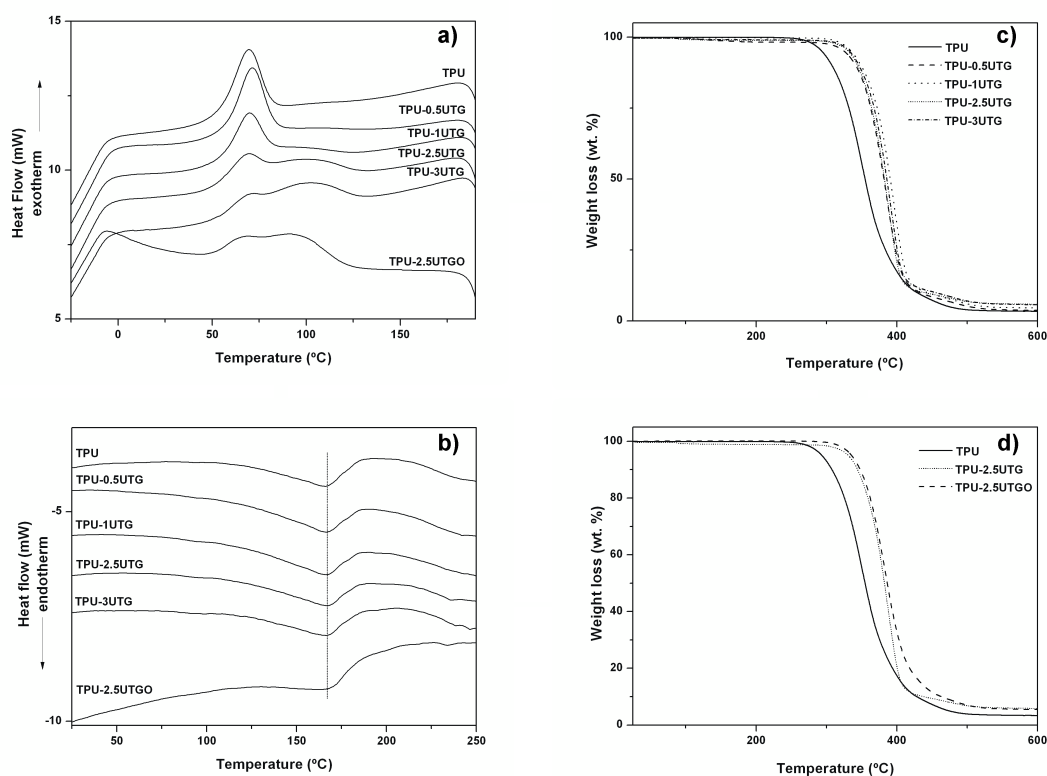 a)
15
10
5
Heat Flow (mW)
exotherm
TPU
TPU-0.5UTG
TPU-1UTG
TPU-2.5UTG
TPU-3UTG
TPU-2.5UTGO
0
50
100
150
Temperature (ºC)
c)
100
50
0
Weight loss (wt. %)
TPU
TPU-0.5UTG
TPU-1UTG
TPU-2.5UTG
TPU-3UTG
200
400
600
Temperature (ºC)
b)
-5
-10
Heat flow (mW)
endotherm
TPU
TPU-0.5UTG
TPU-1UTG
TPU-2.5UTG
TPU-3UTG
TPU-2.5UTGO
50
100
150
200
250
Temperature (ºC)
d)
100
80
60
40
20
0
Weight loss (wt. %)
TPU
TPU-2.5UTG
TPU-2.5UTGO
200
400
600
Temperature (ºC)